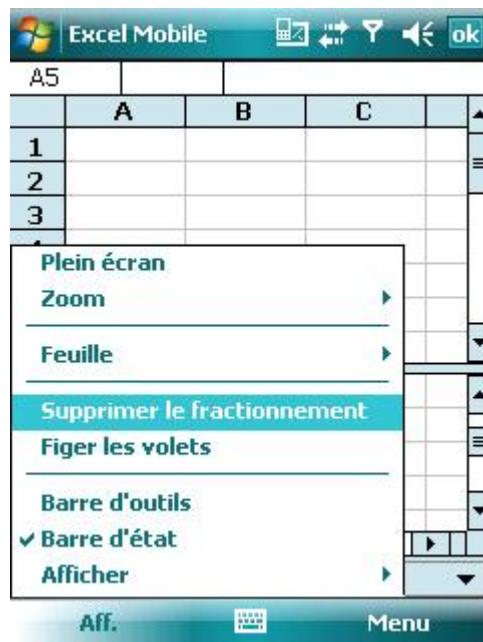 Excel Mobile ok
A5
A B C
1
2
3
Plein écran
Zoom
Feuille
Supprimer le fractionnement
Figer les volets
Barre d'outils
Barre d'état
Afficher
Aff. Menu